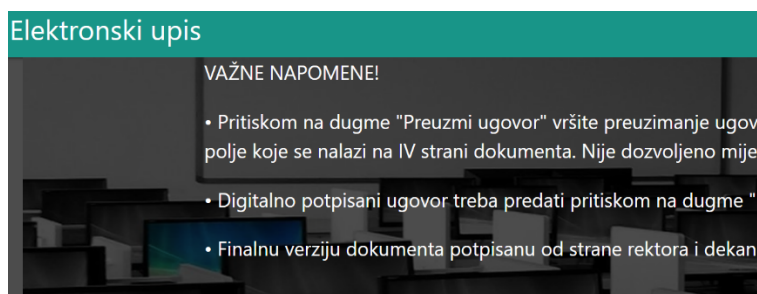 Elektronski upis
VAŽNE NAPOMENE!
• Pritiskom na dugme "Preuzmi ugovor" vršite preuzimanje ugov
polje koje se nalazi na IV strani dokumenta. Nije dozvoljeno mije
• Digitalno potpisani ugovor treba predati pritiskom na dugme "
• Finalnu verziju dokumenta potpisanu od strane rektora i dekan